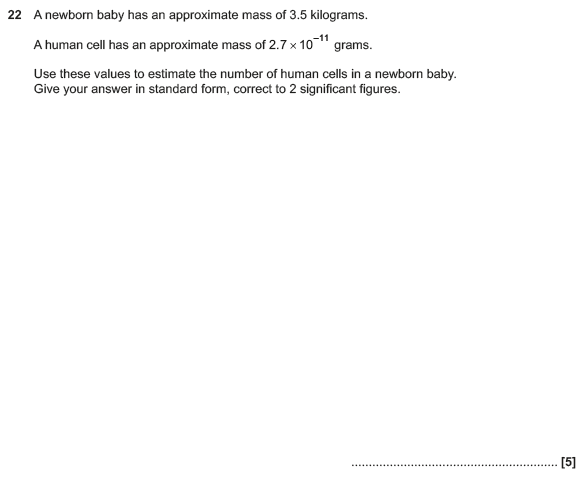 22 A newborn baby has an approximate mass of 3.5 kilograms.
A human cell has an approximate mass of 2.7 × 10⁻¹¹ grams.
Use these values to estimate the number of human cells in a newborn baby.
Give your answer in standard form, correct to 2 significant figures.
........................................................... [5]